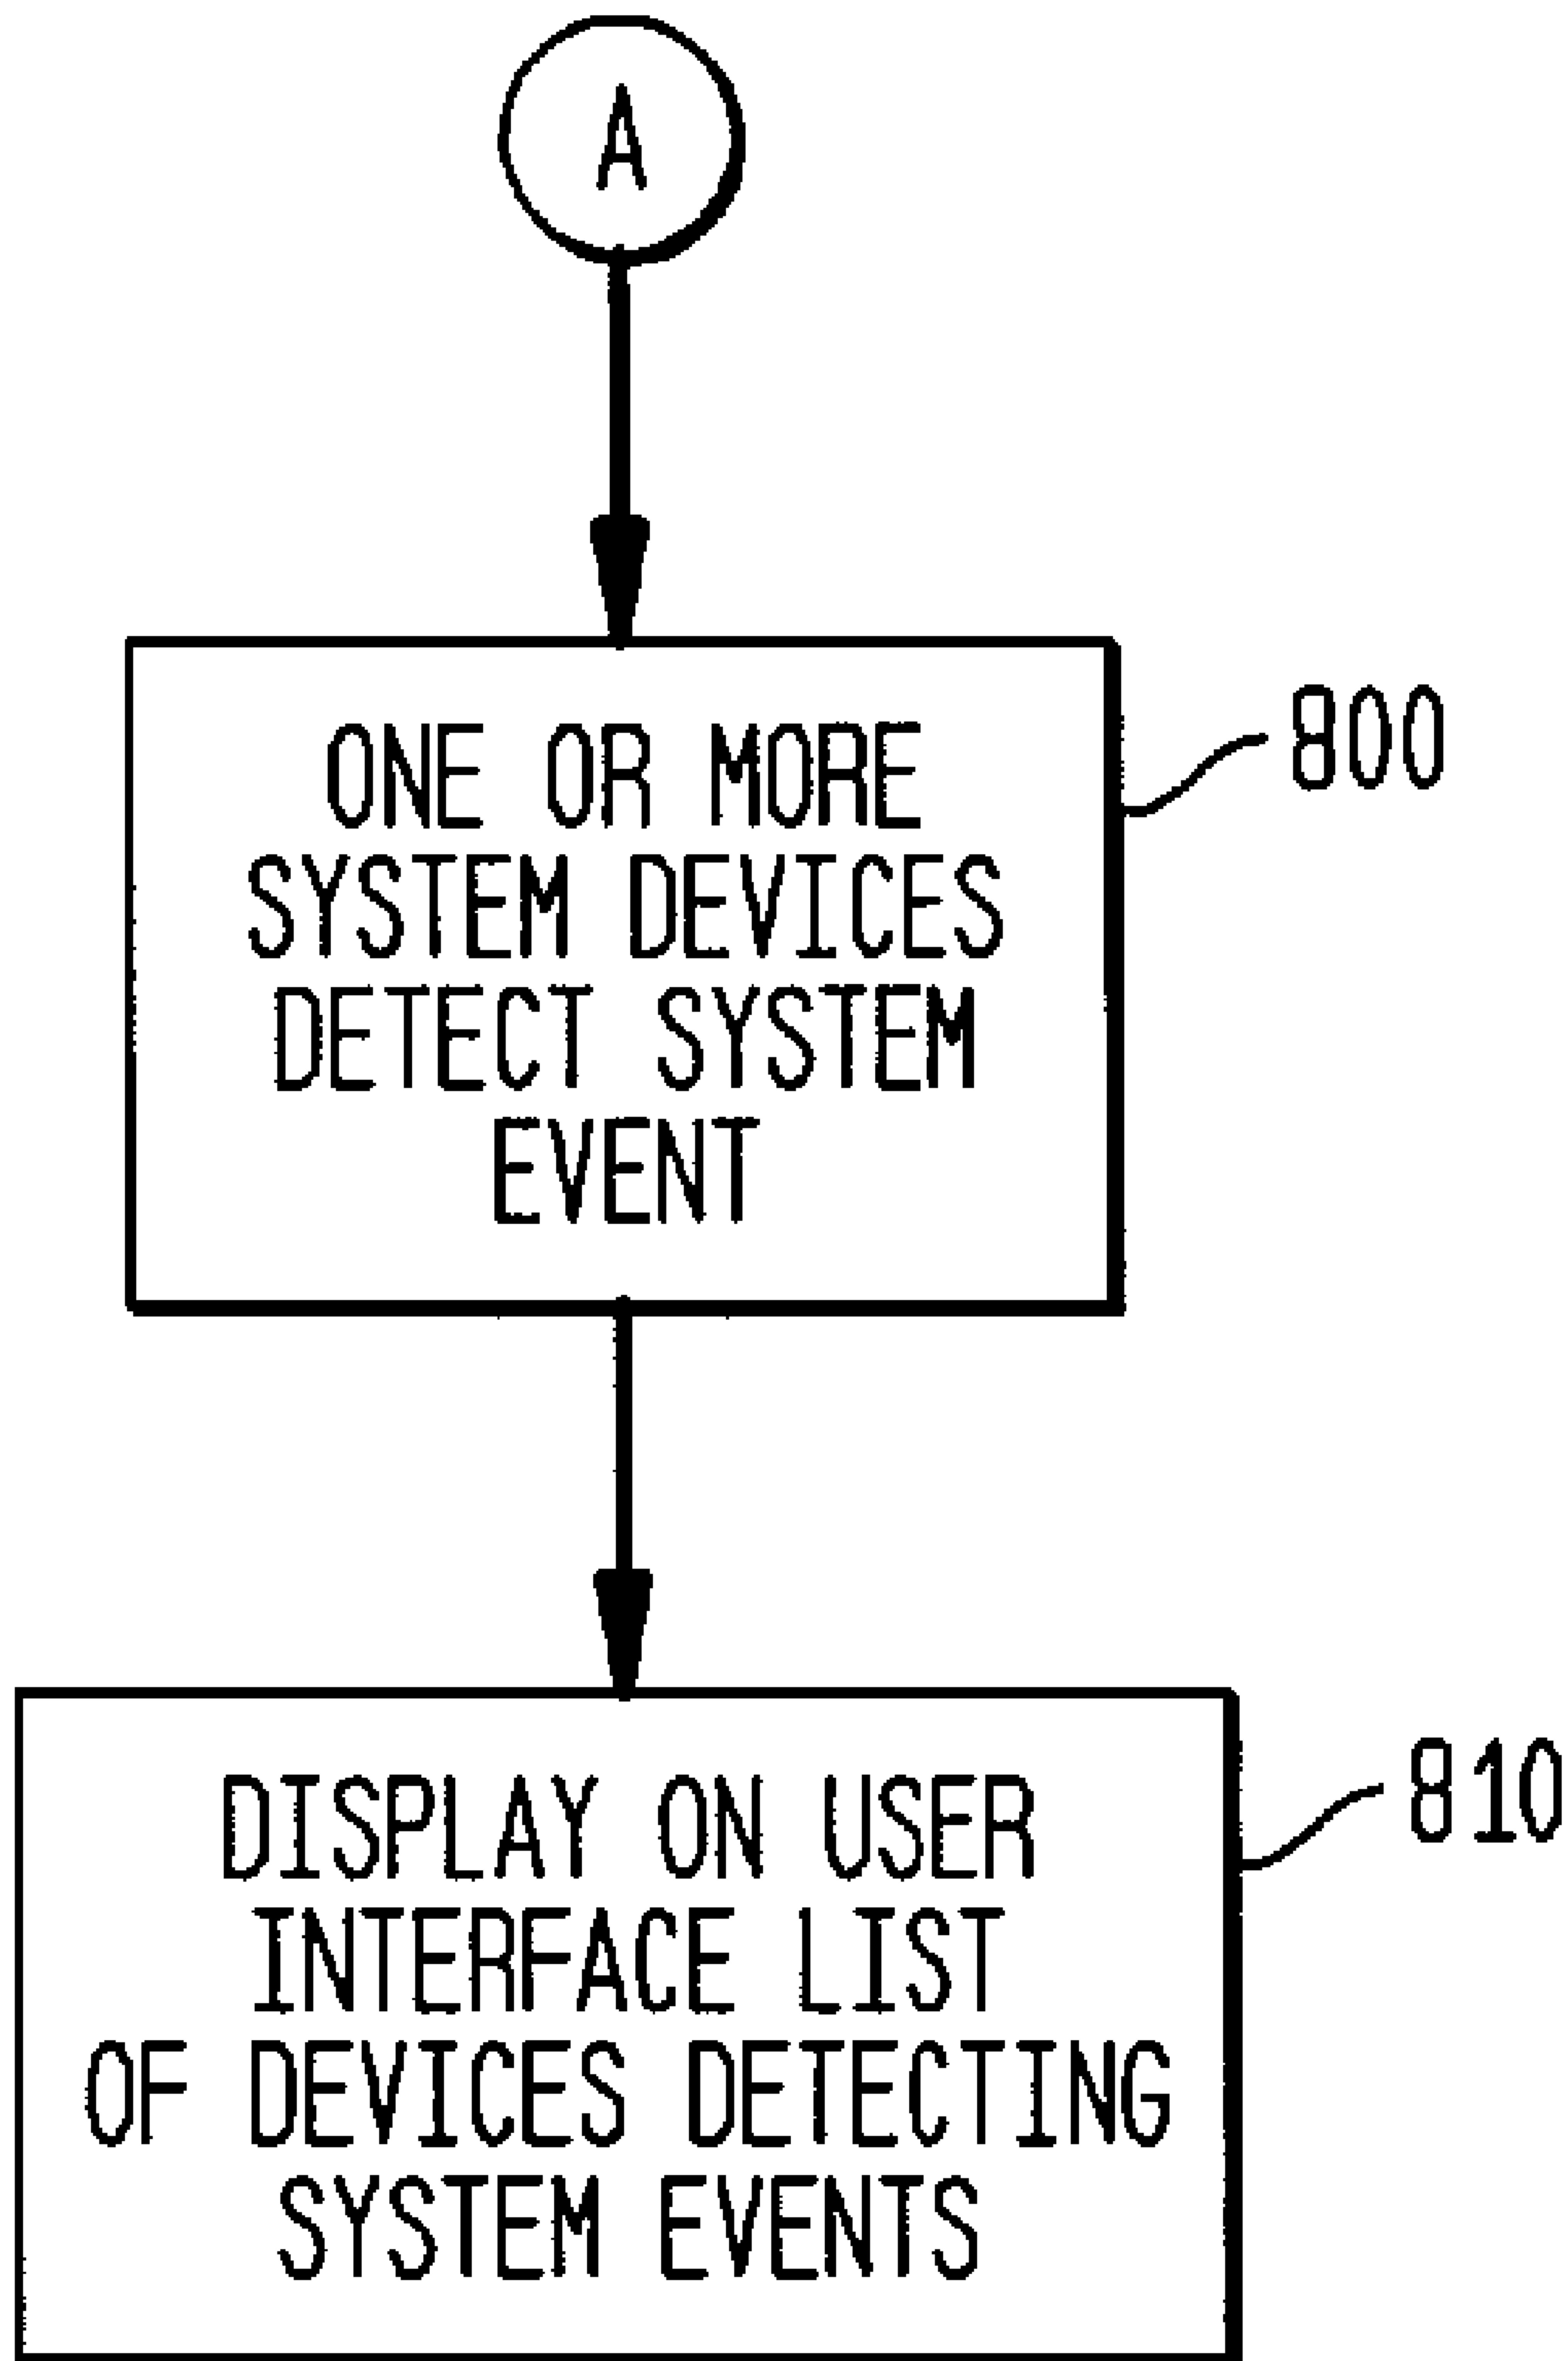 A
ONE OR MORE
SYSTEM DEVICES
DETECT SYSTEM
EVENT
800
DISPLAY ON USER
INTERFACE LIST
OF DEVICES DETECTING
SYSTEM EVENTS
810